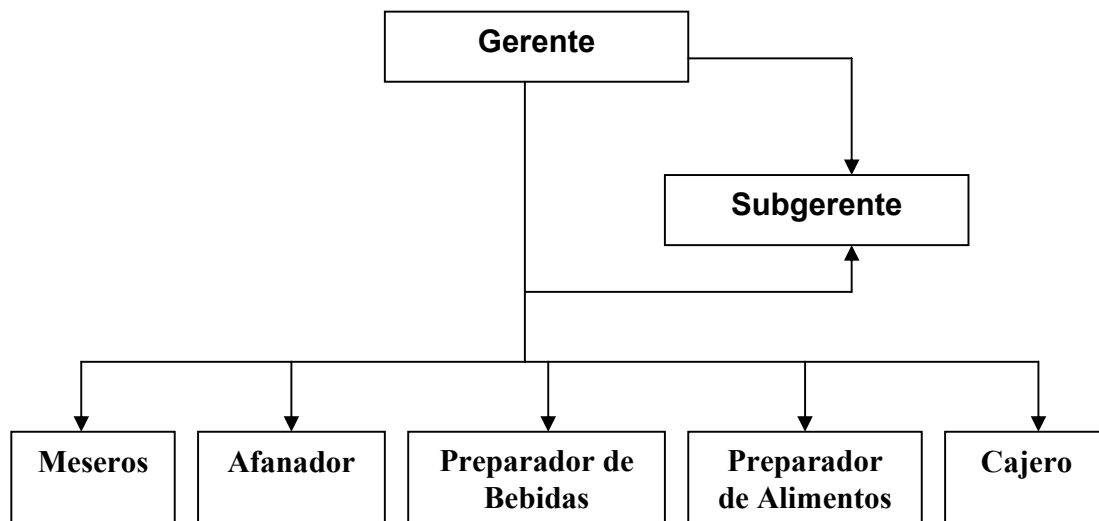 Gerente
Subgerente
Meseros
Afanador
Preparador de
Bebidas
Preparador
de Alimentos
Cajero